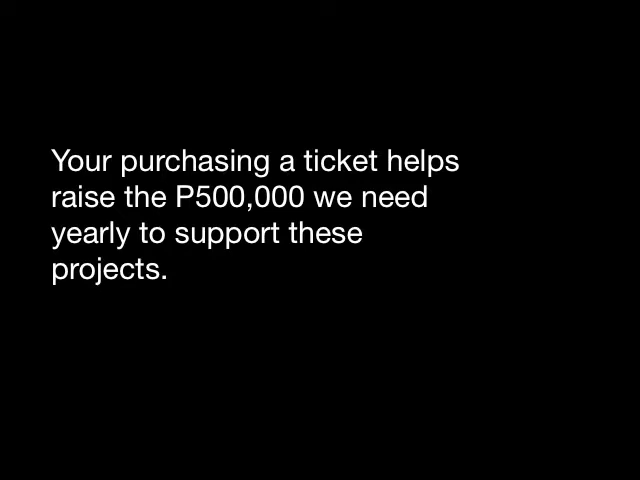 Your purchasing a ticket helps
raise the P500,000 we need
yearly to support these
projects.